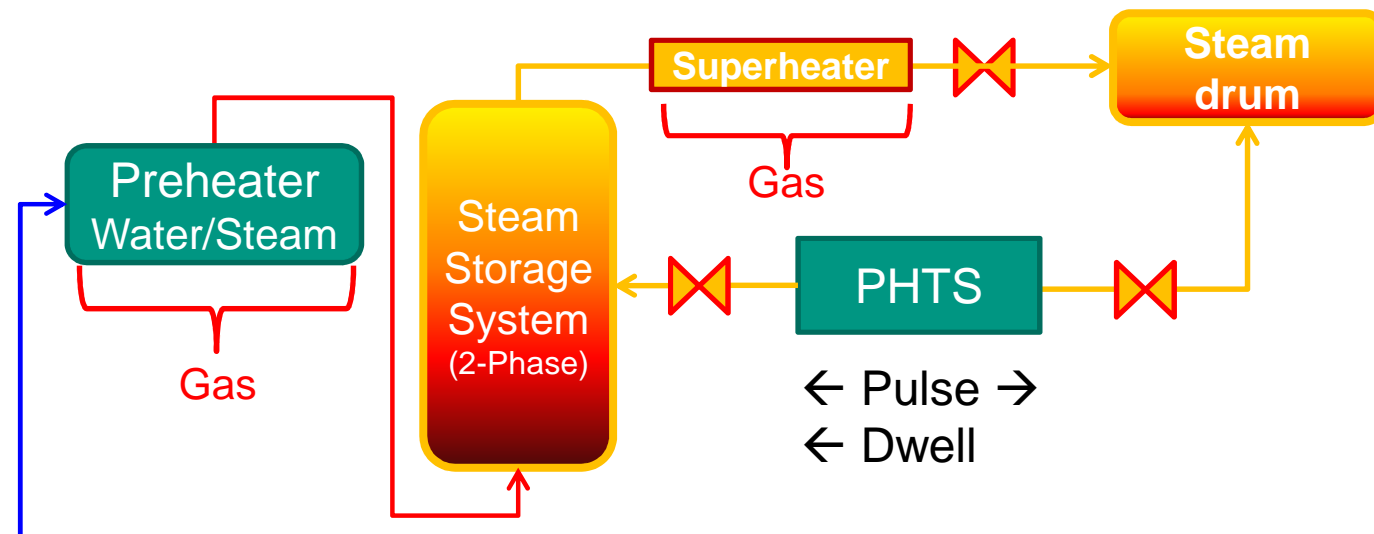 Superheater
Steam
drum
Gas
Preheater
Water/Steam
Gas
Steam
Storage
System
(2-Phase)
PHTS
← Pulse →
← Dwell